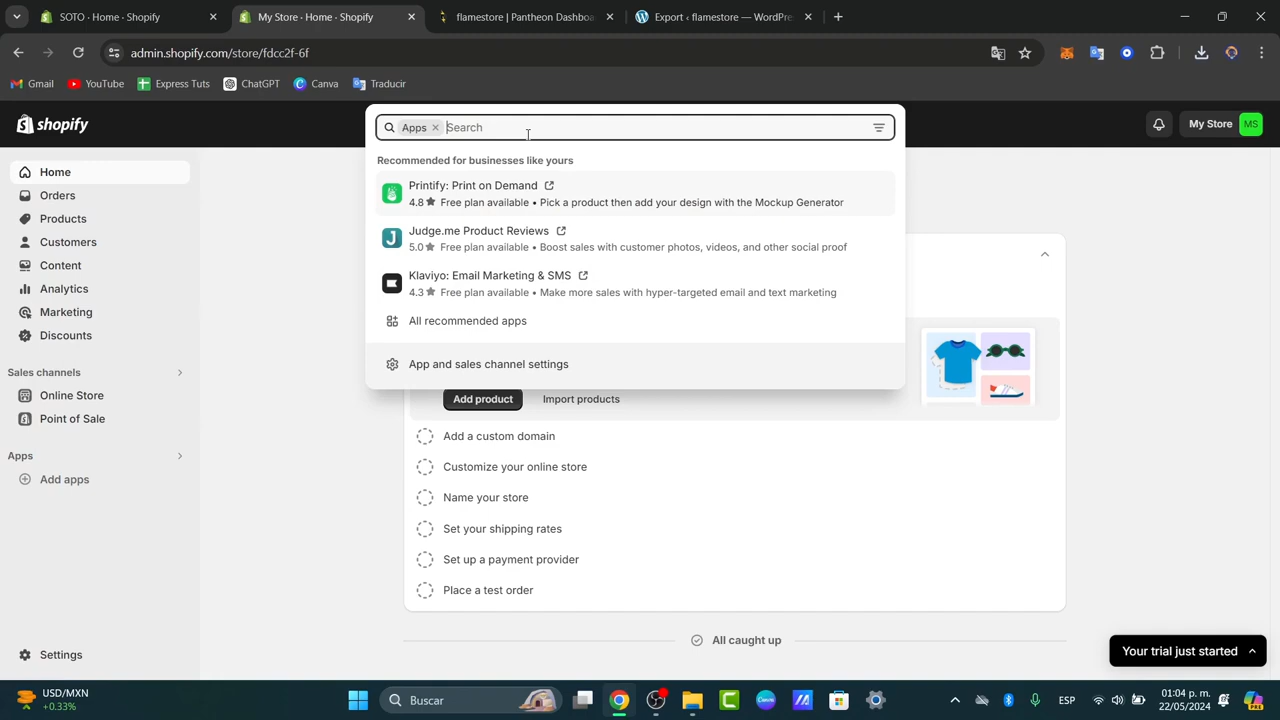 SOTO · Home · Shopify
My Store · Home · Shopify
flamestore | Pantheon Dashboa
Export ‹ flamestore — WordPre
admin.shopify.com/store/fdcc2f-6f
Gmail
YouTube
Express Tuts
ChatGPT
Canva
Traducir
shopify
Apps
Search
My Store
MS
Recommended for businesses like yours
Printify: Print on Demand
4.8★ Free plan available • Pick a product then add your design with the Mockup Generator
Judge.me Product Reviews
5.0★ Free plan available • Boost sales with customer photos, videos, and other social proof
Klaviyo: Email Marketing & SMS
4.3★ Free plan available • Make more sales with hyper-targeted email and text marketing
All recommended apps
App and sales channel settings
Home
Orders
Products
Customers
Content
Analytics
Marketing
Discounts
Sales channels
Online Store
Point of Sale
Apps
Add apps
Settings
Add product
Import products
Add a custom domain
Customize your online store
Name your store
Set your shipping rates
Set up a payment provider
Place a test order
All caught up
Your trial just started
USD/MXN
+0.33%
Buscar
ESP
01:04 p. m.
22/05/2024
PRE